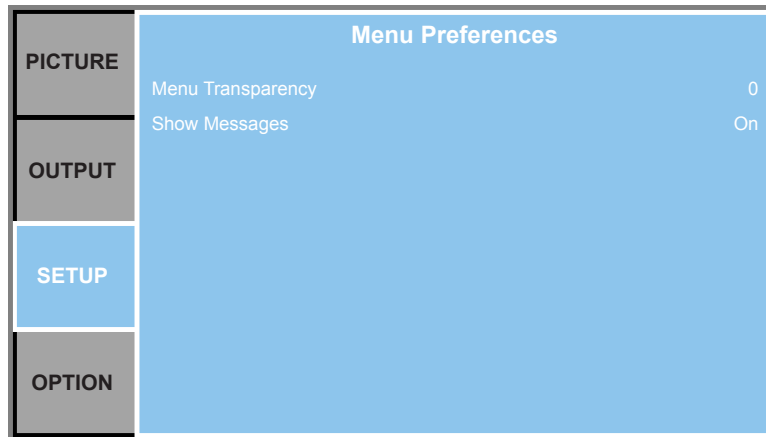 PICTURE
OUTPUT
SETUP
OPTION
Menu Preferences
Menu Transparency 0
Show Messages On